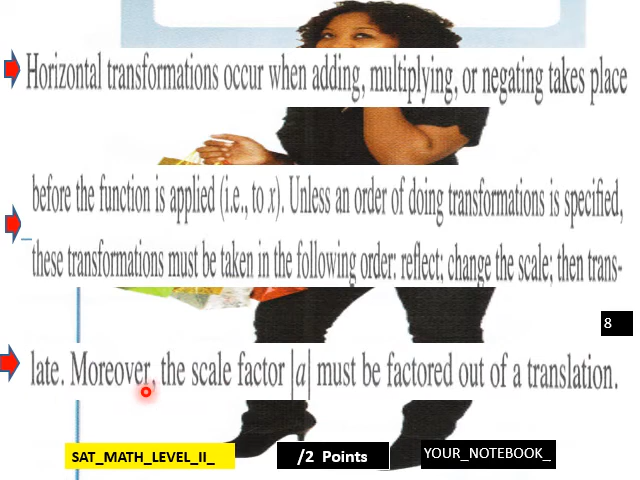 Horizontal transformations occur when adding, multiplying, or negating takes place
before the function is applied (i.e., to x). Unless an order of doing transformations is specified,
these transformations must be taken in the following order: reflect; change the scale; then trans-
8
late. Moreover, the scale factor |a| must be factored out of a translation.
SAT_MATH_LEVEL_II_ /2 Points YOUR_NOTEBOOK_